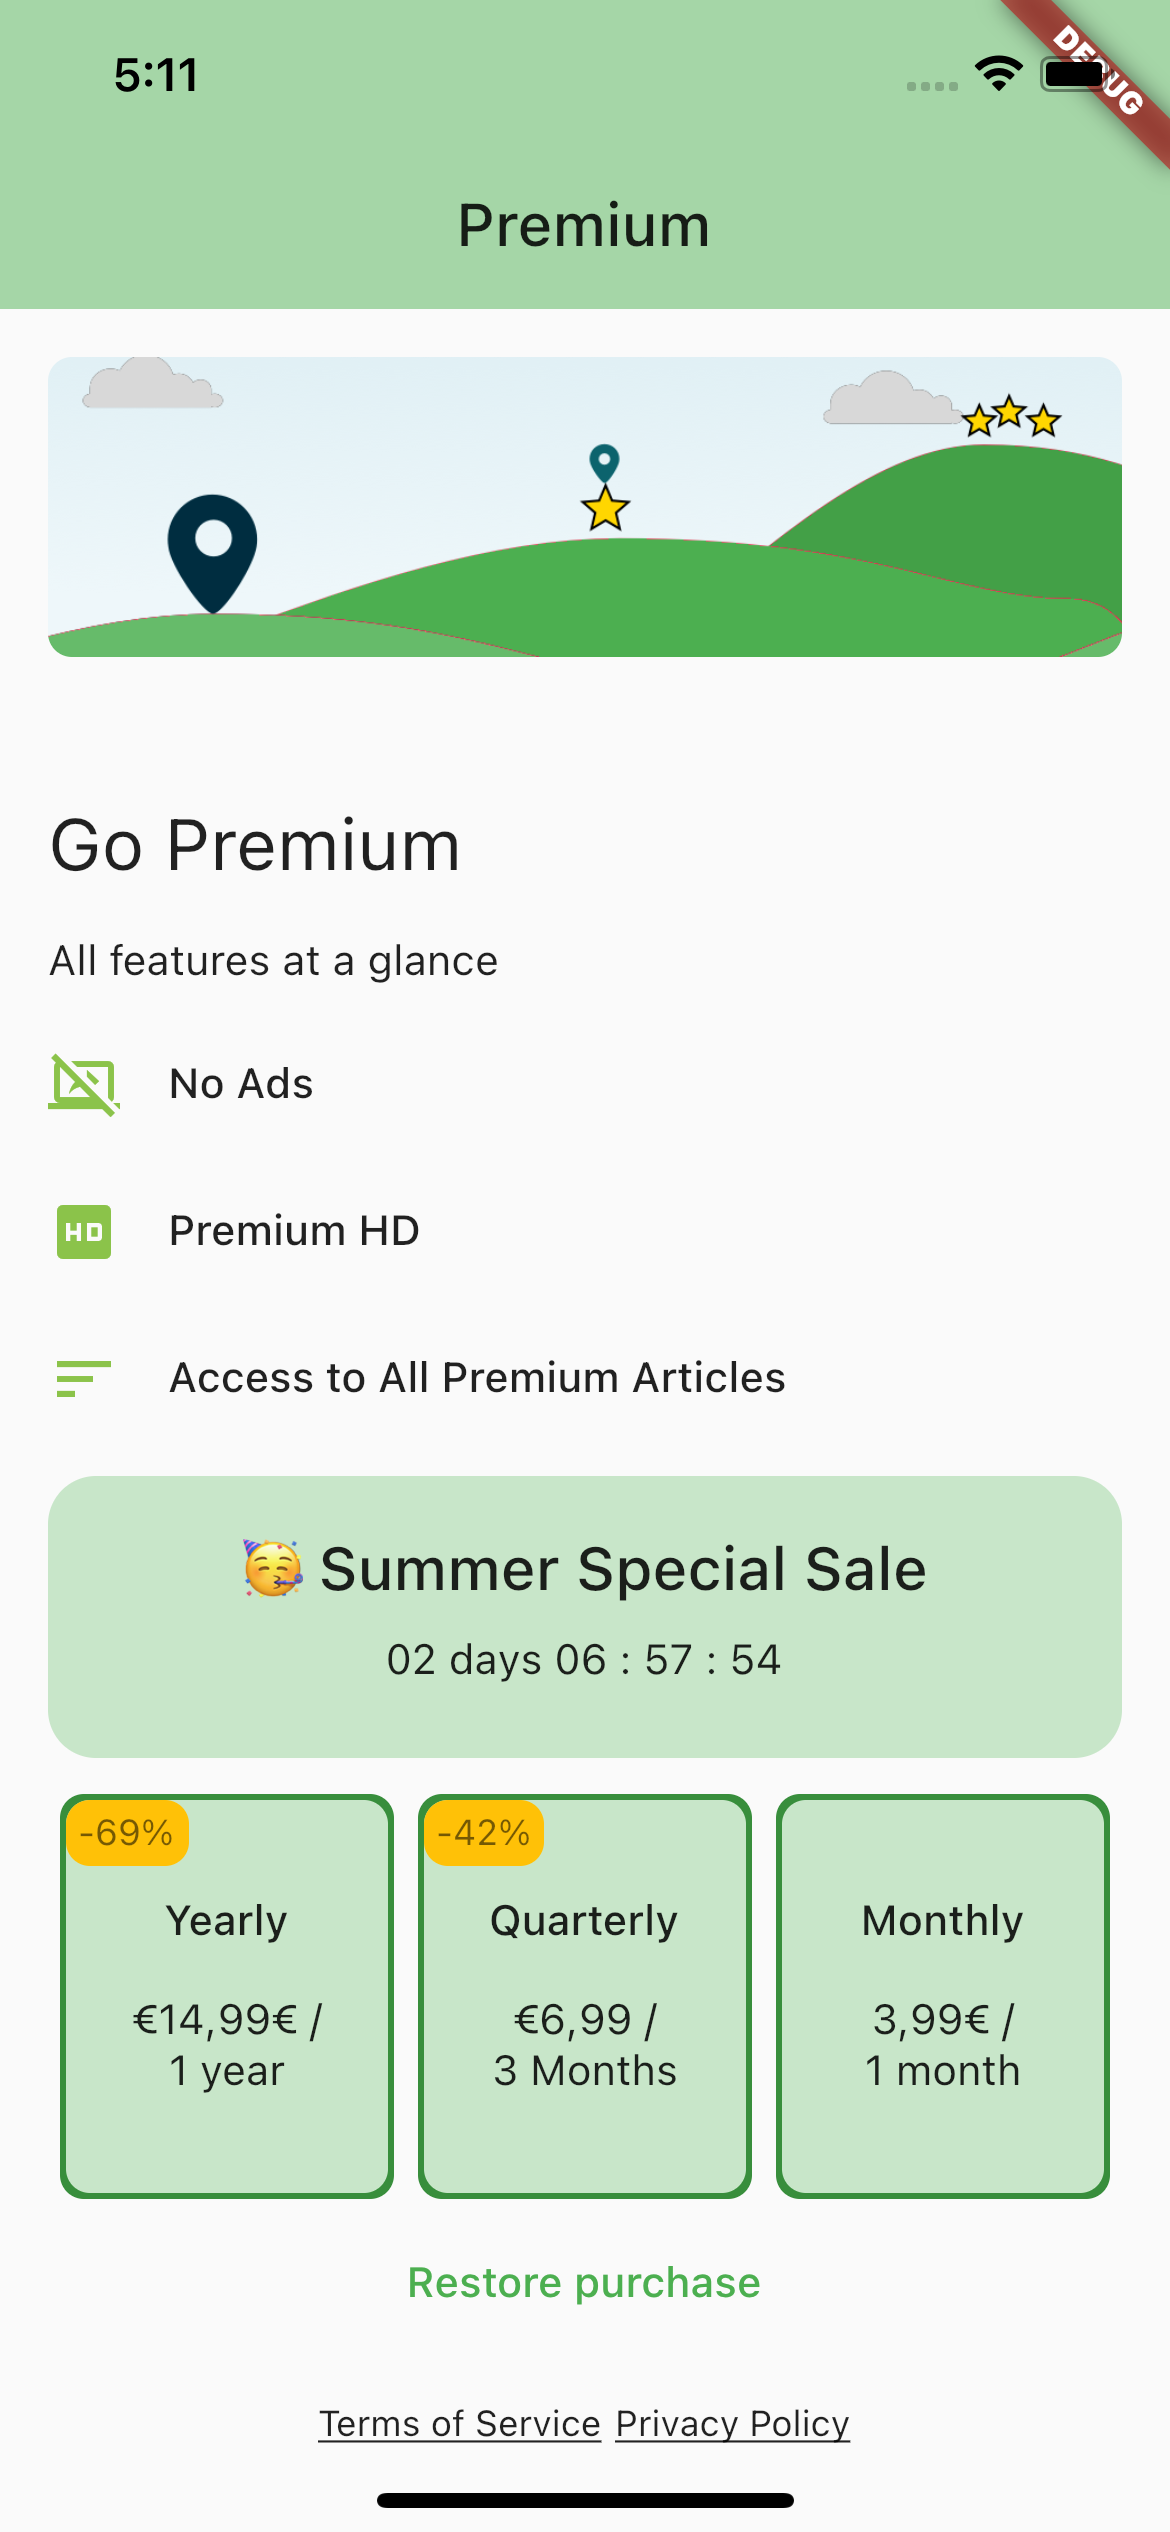 5:11
DEBUG
Premium
Go Premium
All features at a glance
No Ads
HD
Premium HD
Access to All Premium Articles
🥳 Summer Special Sale
02 days 06 : 57 : 54
-69%
Yearly
€14,99€ /
1 year
-42%
Quarterly
€6,99 /
3 Months
Monthly
3,99€ /
1 month
Restore purchase
Terms of Service Privacy Policy